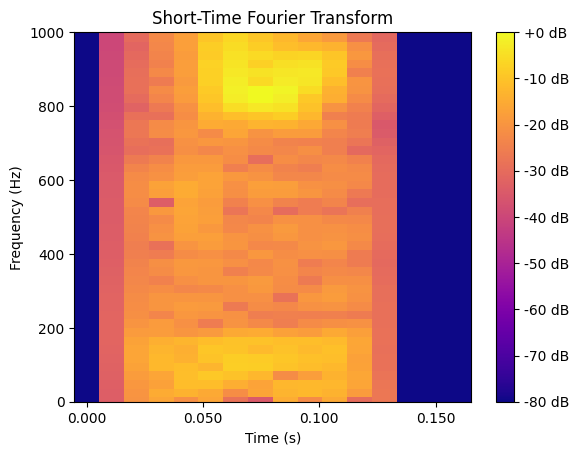 Short-Time Fourier Transform
1000
800
600
400
200
0
Frequency (Hz)
0.000
0.050
0.100
0.150
Time (s)
+0 dB
-10 dB
-20 dB
-30 dB
-40 dB
-50 dB
-60 dB
-70 dB
-80 dB